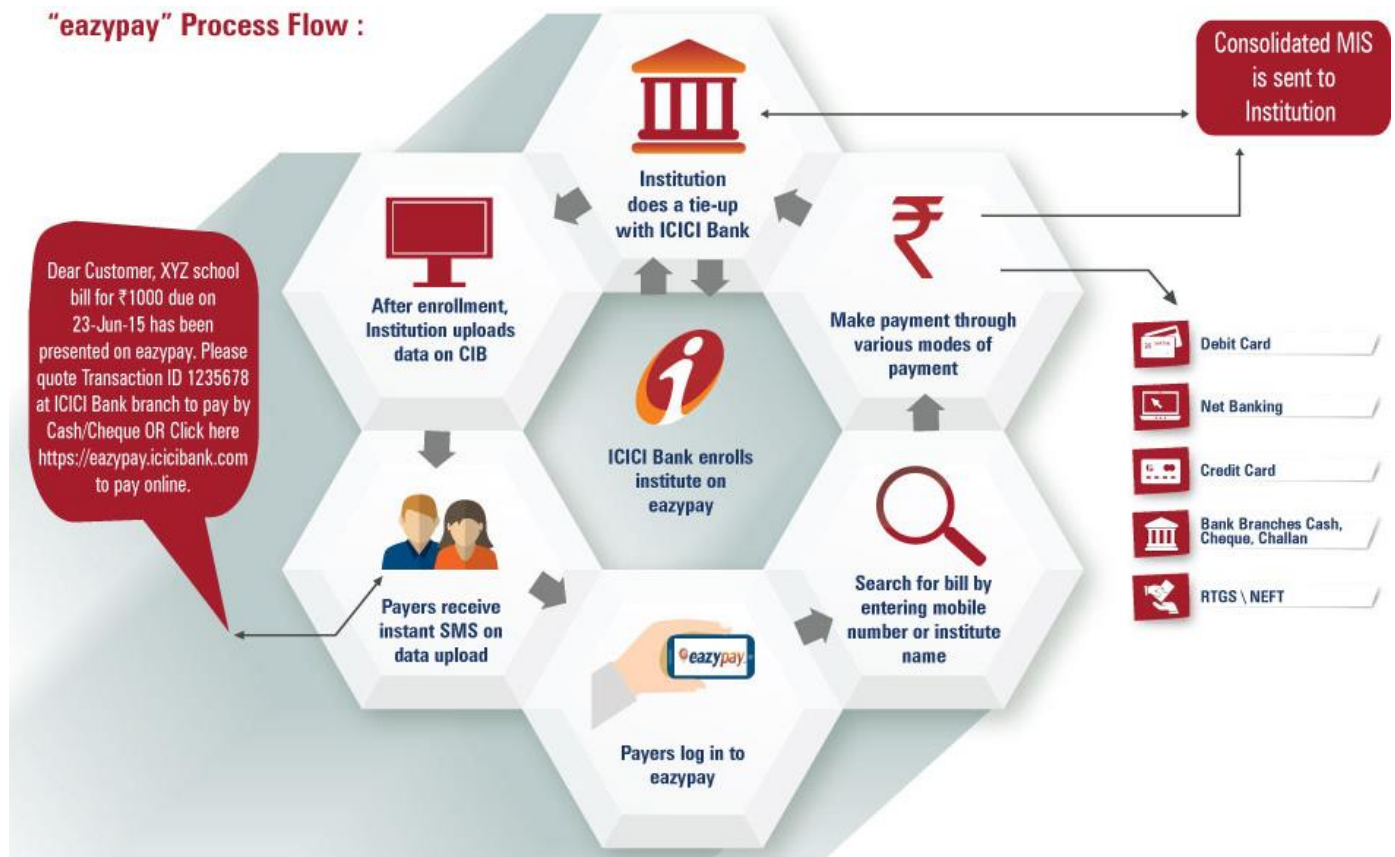 "eazypay" Process Flow :
Consolidated MIS
is sent to
Institution
Institution
does a tie-up
with ICICI Bank
After enrollment,
Institution uploads
data on CIB
Make payment through
various modes of
payment
Dear Customer, XYZ school
bill for ₹1000 due on
23-Jun-15 has been
presented on eazypay. Please
quote Transaction ID 1235678
at ICICI Bank branch to pay by
Cash/Cheque OR Click here
https://eazypay.icicibank.com
to pay online.
ICICI Bank enrolls
institute on
eazypay
Debit Card
Net Banking
Credit Card
Bank Branches Cash,
Cheque, Challan
RTGS \ NEFT
Payers receive
instant SMS on
data upload
Search for bill by
entering mobile
number or institute
name
eazypay
Payers log in to
eazypay